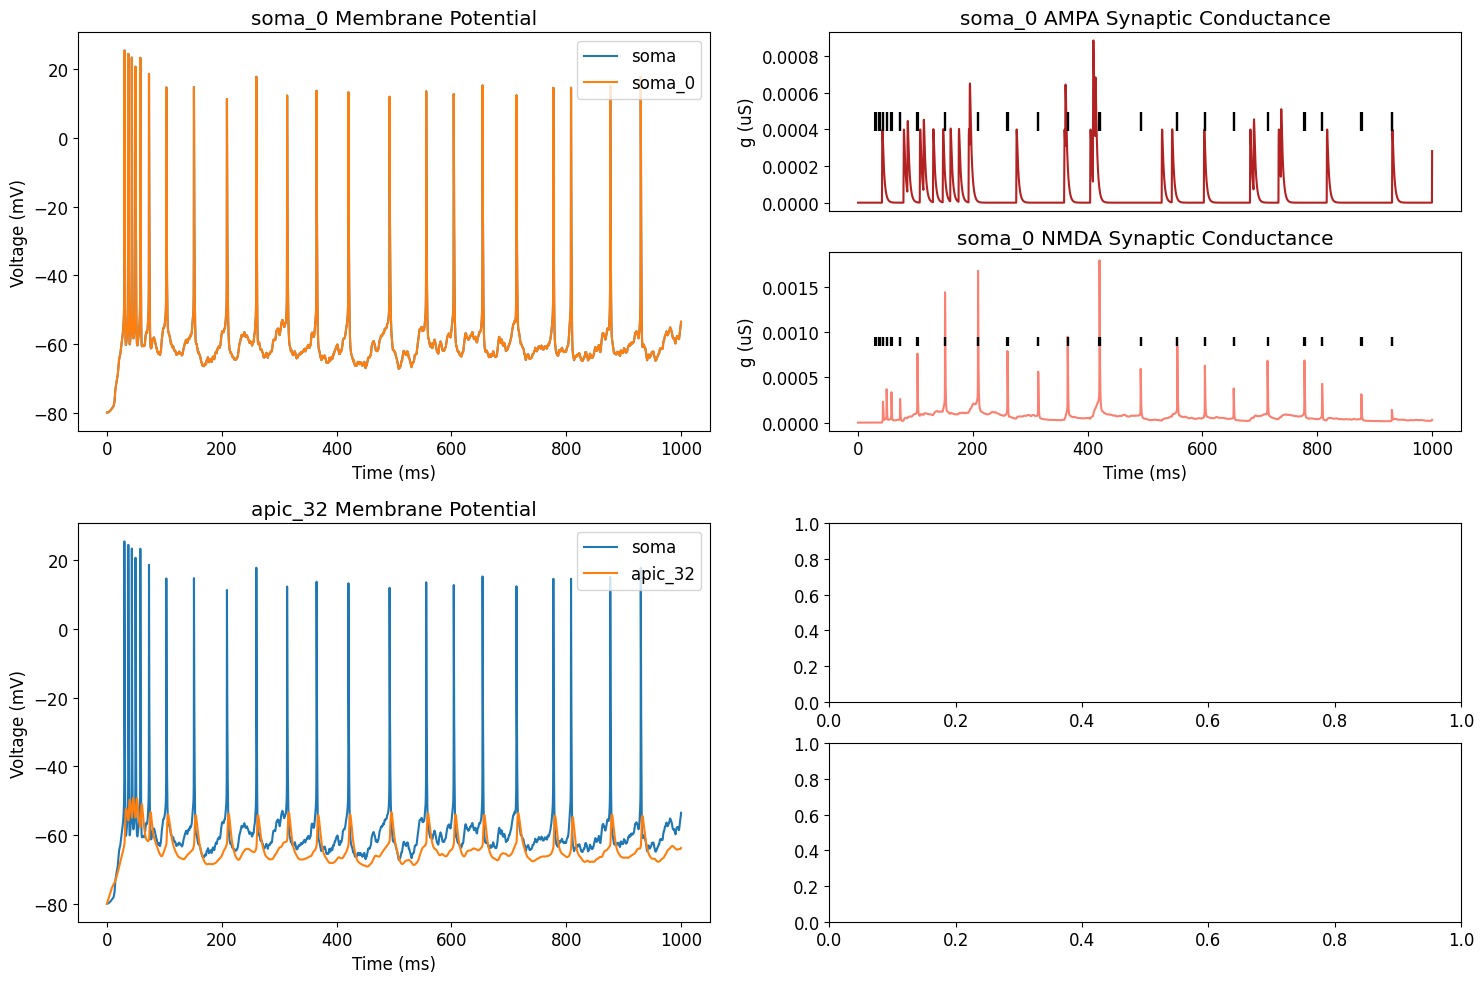 soma_0 Membrane Potential
20
0
−20
−40
−60
−80
Voltage (mV)
soma
soma_0
0 200 400 600 800 1000
Time (ms)
soma_0 AMPA Synaptic Conductance
0.0008
0.0006
0.0004
0.0002
0.0000
g (uS)
soma_0 NMDA Synaptic Conductance
0.0015
0.0010
0.0005
0.0000
g (uS)
0 200 400 600 800 1000
Time (ms)
apic_32 Membrane Potential
20
0
−20
−40
−60
−80
Voltage (mV)
soma
apic_32
0 200 400 600 800 1000
Time (ms)
1.0
0.8
0.6
0.4
0.2
0.0
0.0 0.2 0.4 0.6 0.8 1.0
1.0
0.8
0.6
0.4
0.2
0.0
0.0 0.2 0.4 0.6 0.8 1.0